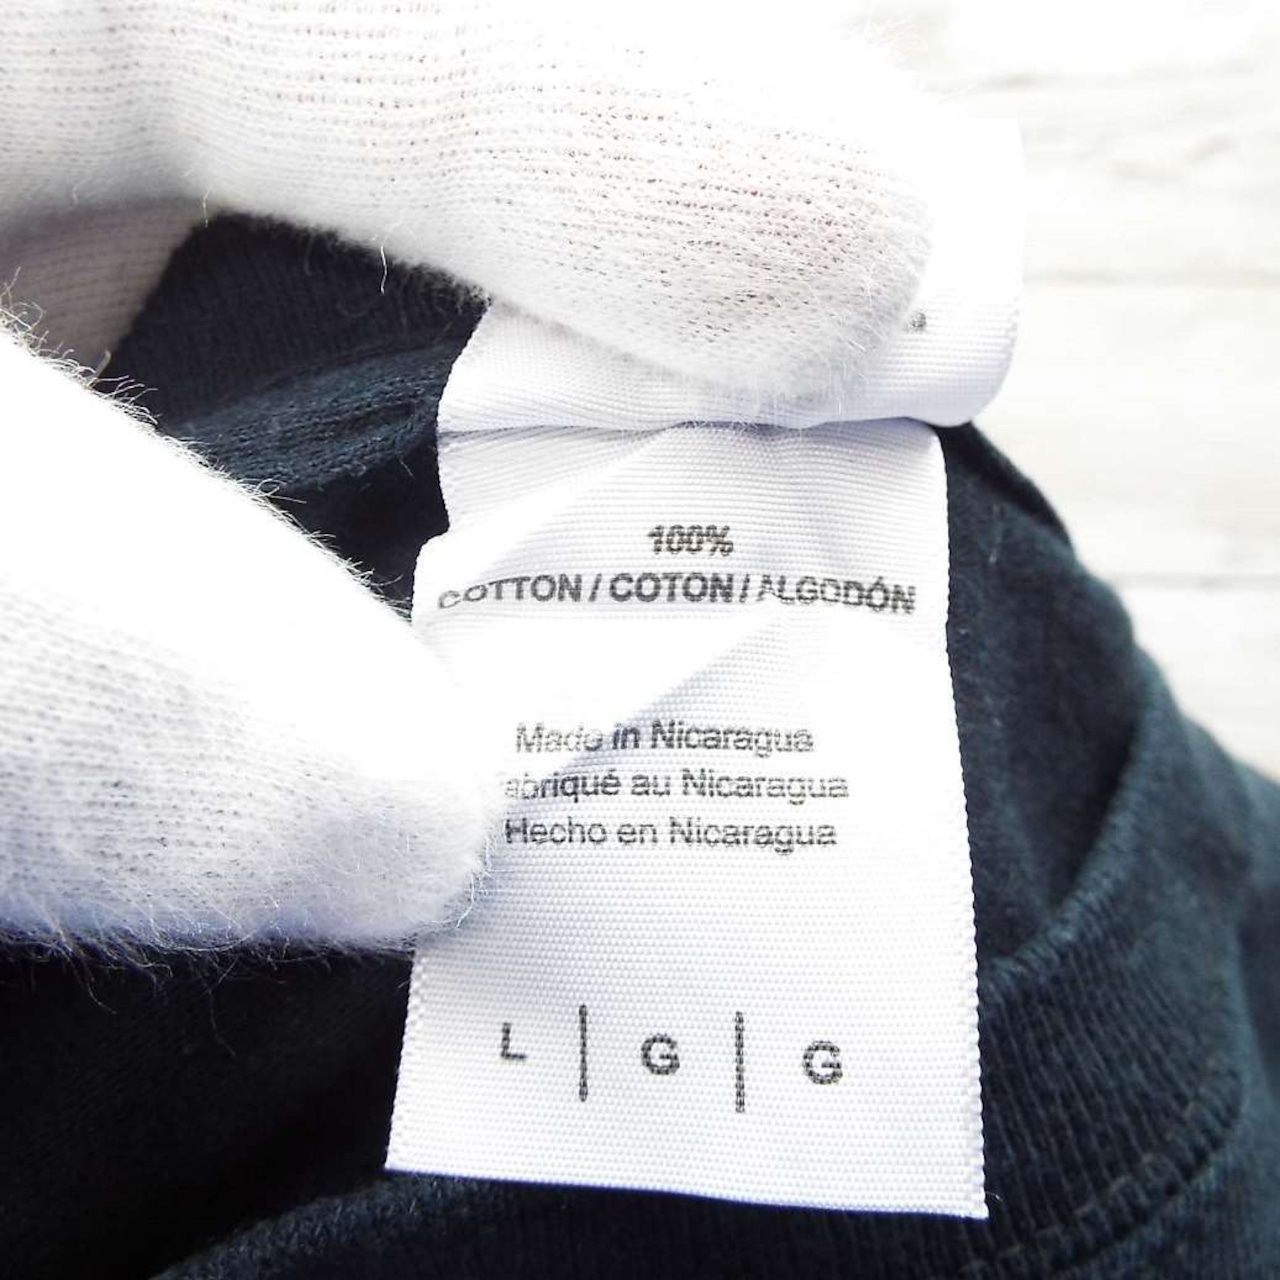 100%
COTTON / COTON / ALGODÓN
Made in Nicaragua
abriqué au Nicaragua
Hecho en Nicaragua
L | G | G